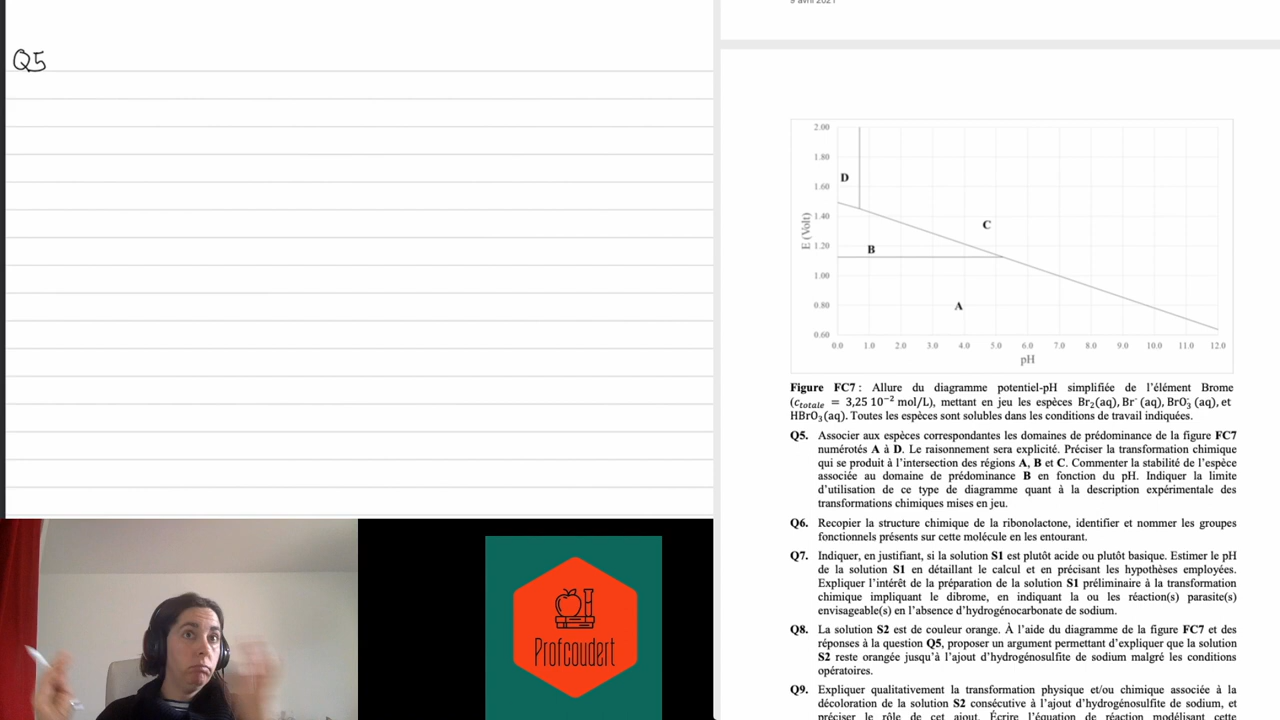 Q5
9 avril 2021
2.00
1.80
1.60
1.40
1.20
1.00
0.80
0.60
E (Volt)
D
C
B
A
0.0 1.0 2.0 3.0 4.0 5.0 6.0 7.0 8.0 9.0 10.0 11.0 12.0
pH
Figure FC7 : Allure du diagramme potentiel-pH simplifiée de l'élément Brome
(c_totale = 3,25 10⁻² mol/L), mettant en jeu les espèces Br₂(aq), Br⁻ (aq), BrO₃⁻ (aq), et
HBrO₃(aq). Toutes les espèces sont solubles dans les conditions de travail indiquées.
Q5. Associer aux espèces correspondantes les domaines de prédominance de la figure FC7
numérotés A à D. Le raisonnement sera explicité. Préciser la transformation chimique
qui se produit à l'intersection des régions A, B et C. Commenter la stabilité de l'espèce
associée au domaine de prédominance B en fonction du pH. Indiquer la limite
d'utilisation de ce type de diagramme quant à la description expérimentale des
transformations chimiques mises en jeu.
Q6. Recopier la structure chimique de la ribonolactone, identifier et nommer les groupes
fonctionnels présents sur cette molécule en les entourant.
Q7. Indiquer, en justifiant, si la solution S1 est plutôt acide ou plutôt basique. Estimer le pH
de la solution S1 en détaillant le calcul et en précisant les hypothèses employées.
Expliquer l'intérêt de la préparation de la solution S1 préliminaire à la transformation
chimique impliquant le dibrome, en indiquant la ou les réaction(s) parasite(s)
envisageable(s) en l'absence d'hydrogénocarbonate de sodium.
Q8. La solution S2 est de couleur orange. À l'aide du diagramme de la figure FC7 et des
réponses à la question Q5, proposer un argument permettant d'expliquer que la solution
S2 reste orangée jusqu'à l'ajout d'hydrogénosulfite de sodium malgré les conditions
opératoires.
Q9. Expliquer qualitativement la transformation physique et/ou chimique associée à la
décoloration de la solution S2 consécutive à l'ajout d'hydrogénosulfite de sodium, et
préciser le rôle de cet ajout. Écrire l'équation de réaction modélisant cette
Profcoudert